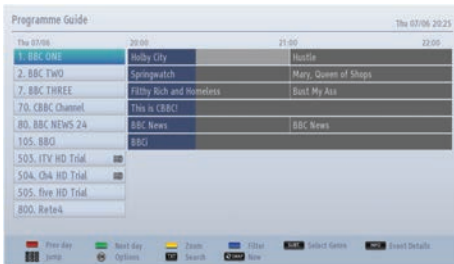 Programme Guide Thu 07/06 20:25
Thu 07/06 20:00 21:00 22:00
1. BBC ONE Holby City Hustle
2. BBC TWO Springwatch Mary, Queen of Shops
7. BBC THREE Filthy Rich and Homeless Bust My Ass
70. CBBC Channel This is CBBC!
80. BBC NEWS 24 BBC News BBC News
105. BBCi BBCi
503. ITV HD Trial
504. Ch4 HD Trial
505. five HD Trial
800. Rete4
Prev day Next day Zoom Filter SUBT. Select Genre INFO Event Details
Jump Options TXT Search SWAP Now